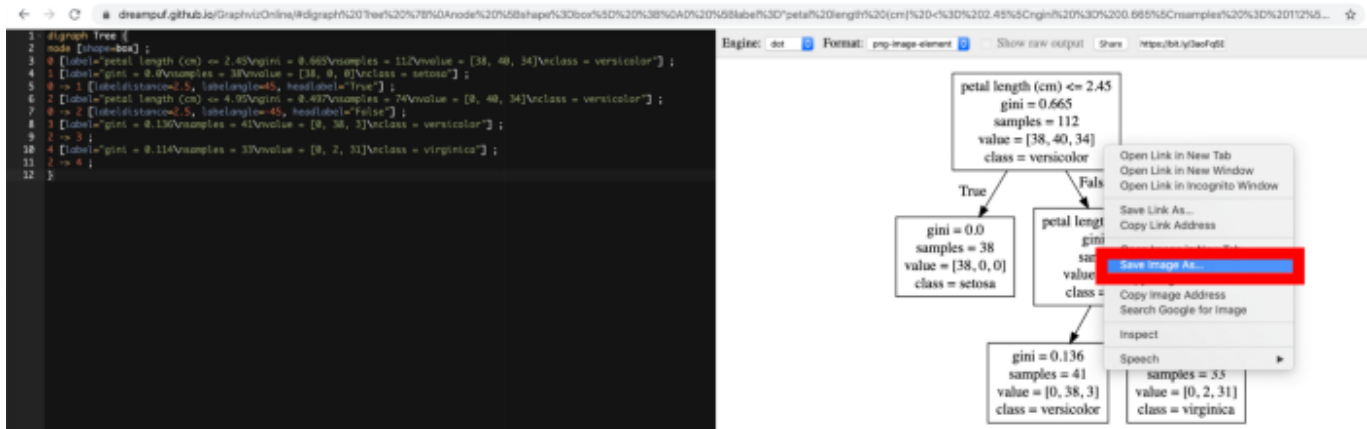 dreampuf.github.io/GraphvizOnline/#digraph%20Tree%20%7B%0Anode%20%5Bshape%3Dbox%5D%20%3B%0A0%20%5Blabel%3D"petal%20length%20(cm)%20<%3D%202.45%5Cngini%20%3D%200.665%5Cnsamples%20%3D%20112%5...
1 digraph Tree {
2 node [shape=box] ;
3 0 [label="petal length (cm) <= 2.45\ngini = 0.665\nsamples = 112\nvalue = [38, 40, 34]\nclass = versicolor"] ;
4 1 [label="gini = 0.0\nsamples = 38\nvalue = [38, 0, 0]\nclass = setosa"] ;
5 0 -> 1 [labeldistance=2.5, labelangle=45, headlabel="True"] ;
6 2 [label="petal length (cm) <= 4.95\ngini = 0.497\nsamples = 74\nvalue = [0, 40, 34]\nclass = versicolor"] ;
7 0 -> 2 [labeldistance=2.5, labelangle=-45, headlabel="False"] ;
8 3 [label="gini = 0.136\nsamples = 41\nvalue = [0, 38, 3]\nclass = versicolor"] ;
9 2 -> 3 ;
10 4 [label="gini = 0.114\nsamples = 33\nvalue = [0, 2, 31]\nclass = virginica"] ;
11 2 -> 4 ;
12 }
Engine: dot Format: png-image-element Show raw output Share
petal length (cm) <= 2.45
gini = 0.665
samples = 112
value = [38, 40, 34]
class = versicolor
True
Fals
gini = 0.0
samples = 38
value = [38, 0, 0]
class = setosa
petal lengt
gini
sam
value
class =
Open Link in New Tab
Open Link in New Window
Open Link in Incognito Window
Save Link As...
Copy Link Address
Save Image As...
Copy Image Address
Search Google for Image
Inspect
Speech
gini = 0.136
samples = 41
value = [0, 38, 3]
class = versicolor
samples = 33
value = [0, 2, 31]
class = virginica